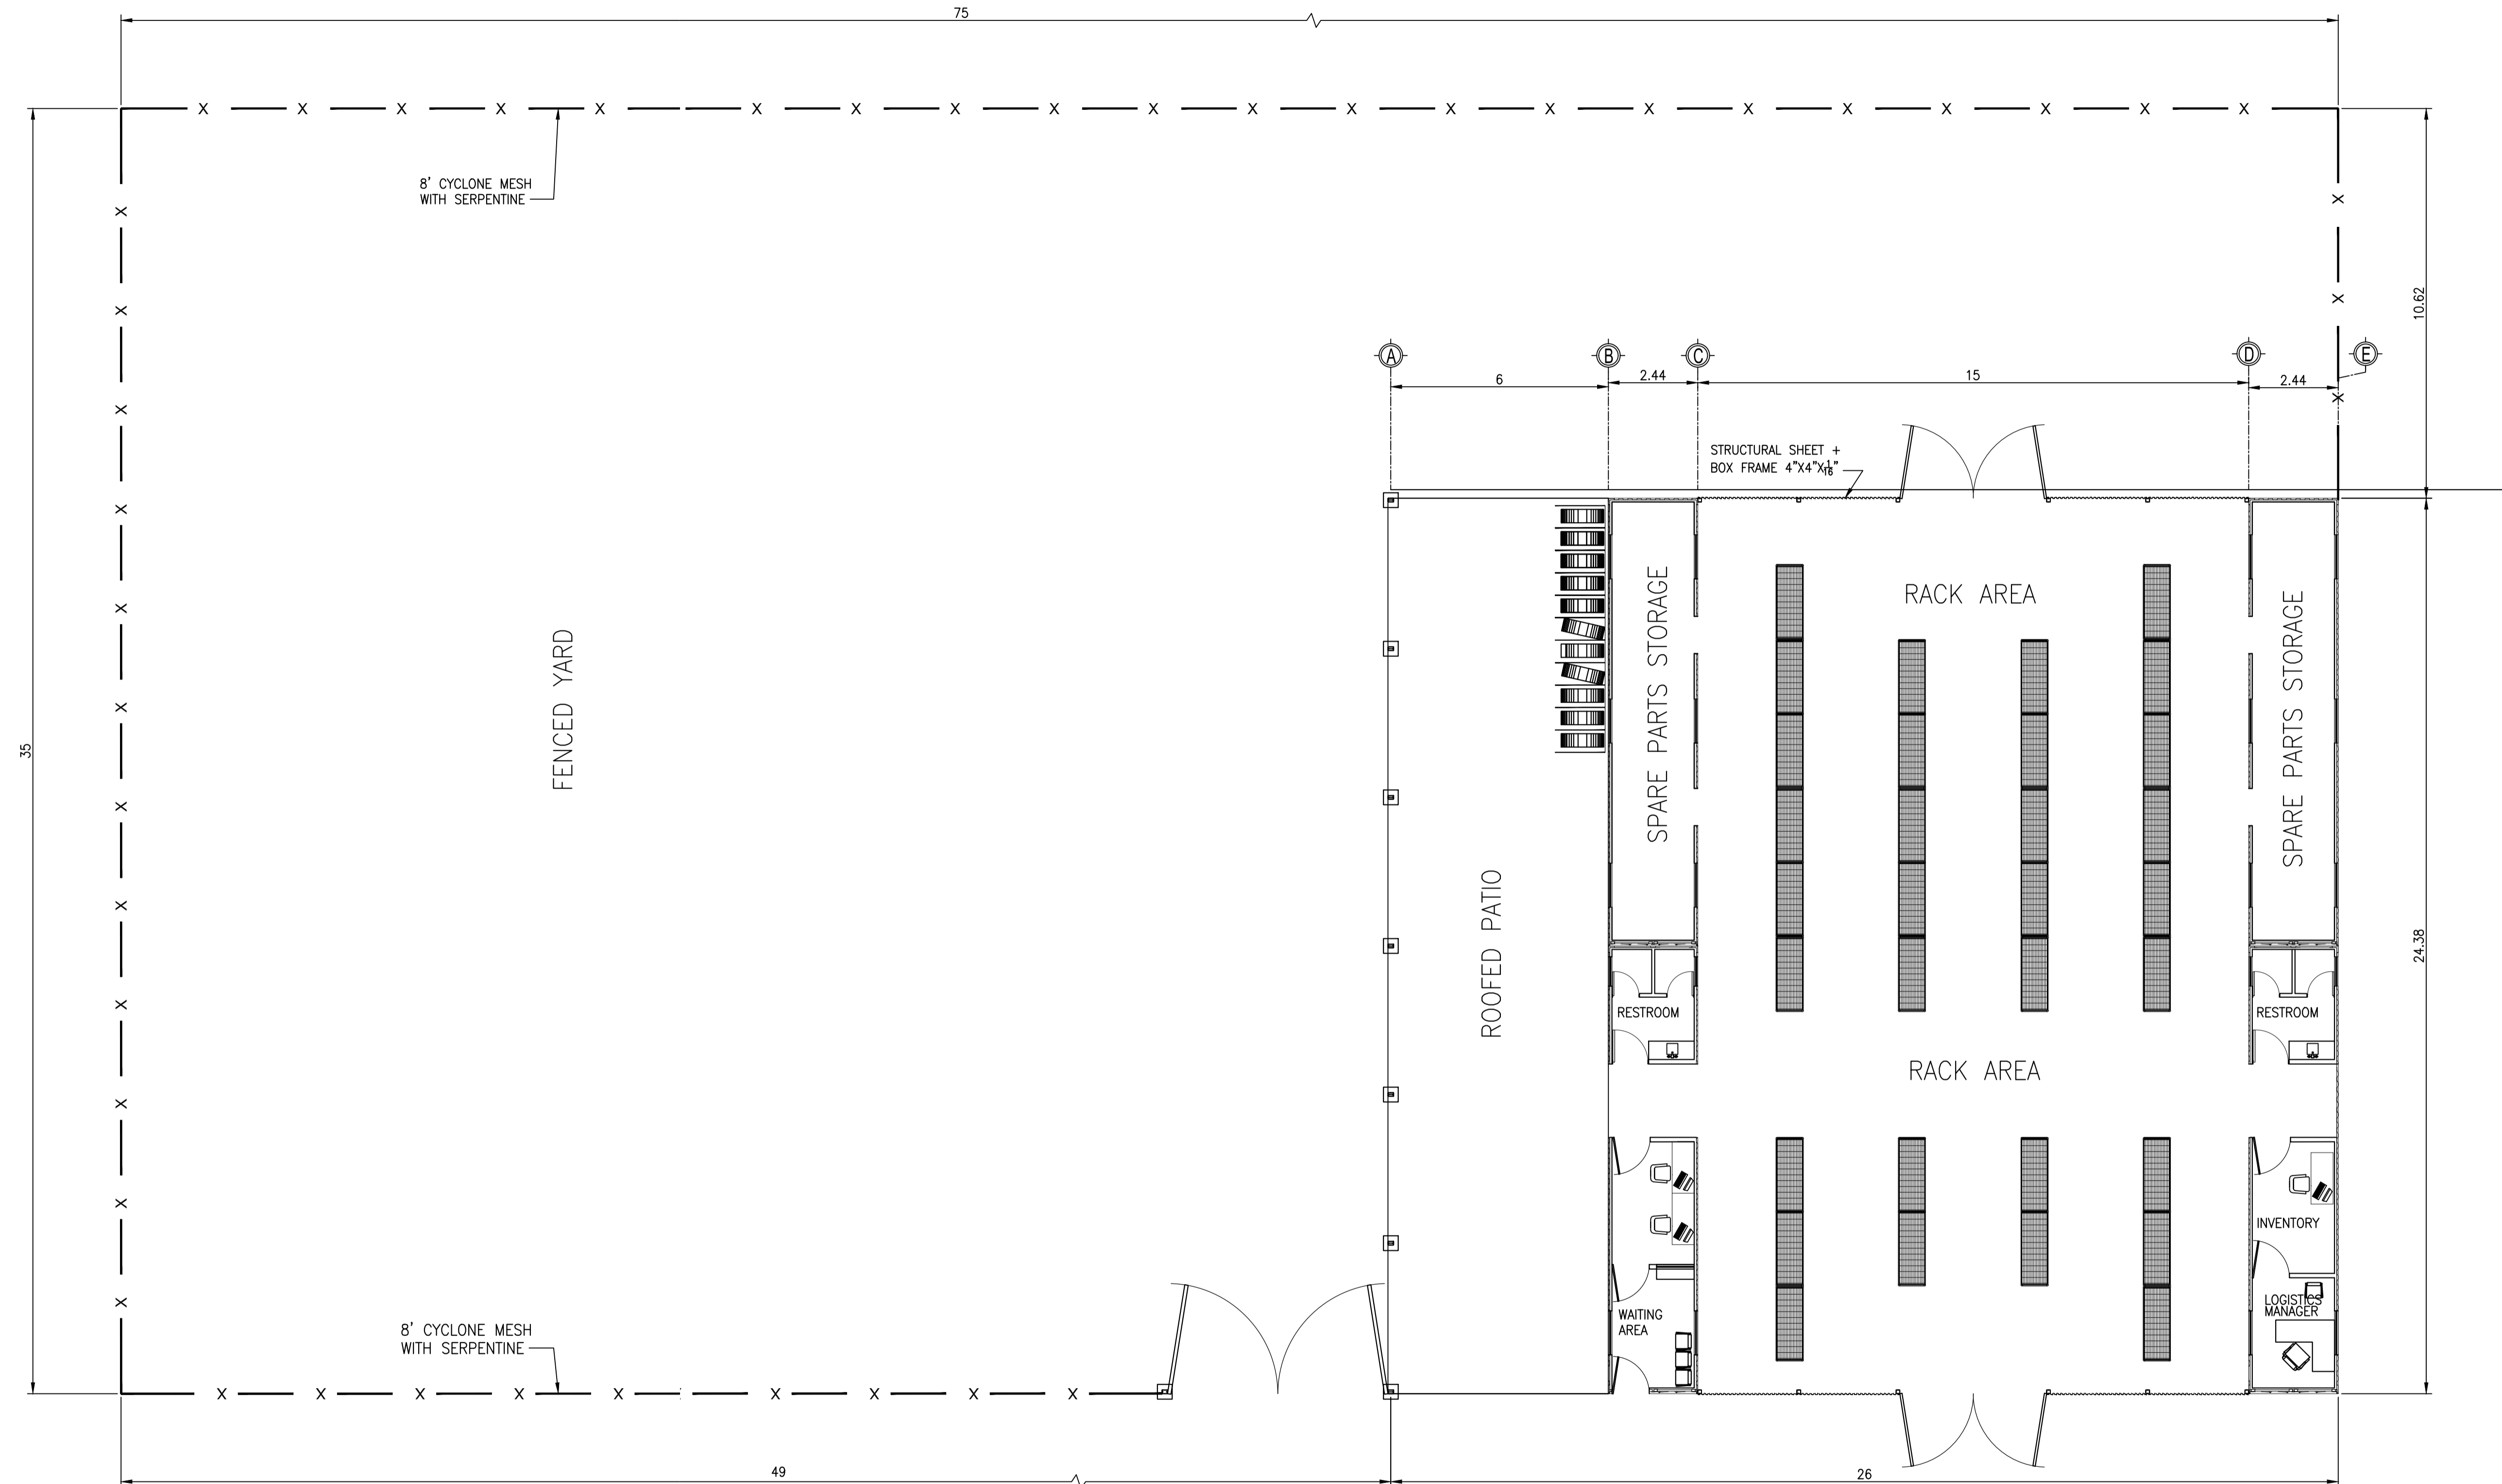 75
8' CYCLONE MESH
WITH SERPENTINE
10.62
A
B
C
D
E
6
2.44
15
2.44
STRUCTURAL SHEET +
BOX FRAME 4"X4"X1/16"
35
FENCED YARD
ROOFED PATIO
SPARE PARTS STORAGE
RACK AREA
SPARE PARTS STORAGE
24.38
RESTROOM
RESTROOM
RACK AREA
INVENTORY
LOGISTICS
MANAGER
WAITING
AREA
8' CYCLONE MESH
WITH SERPENTINE
49
26